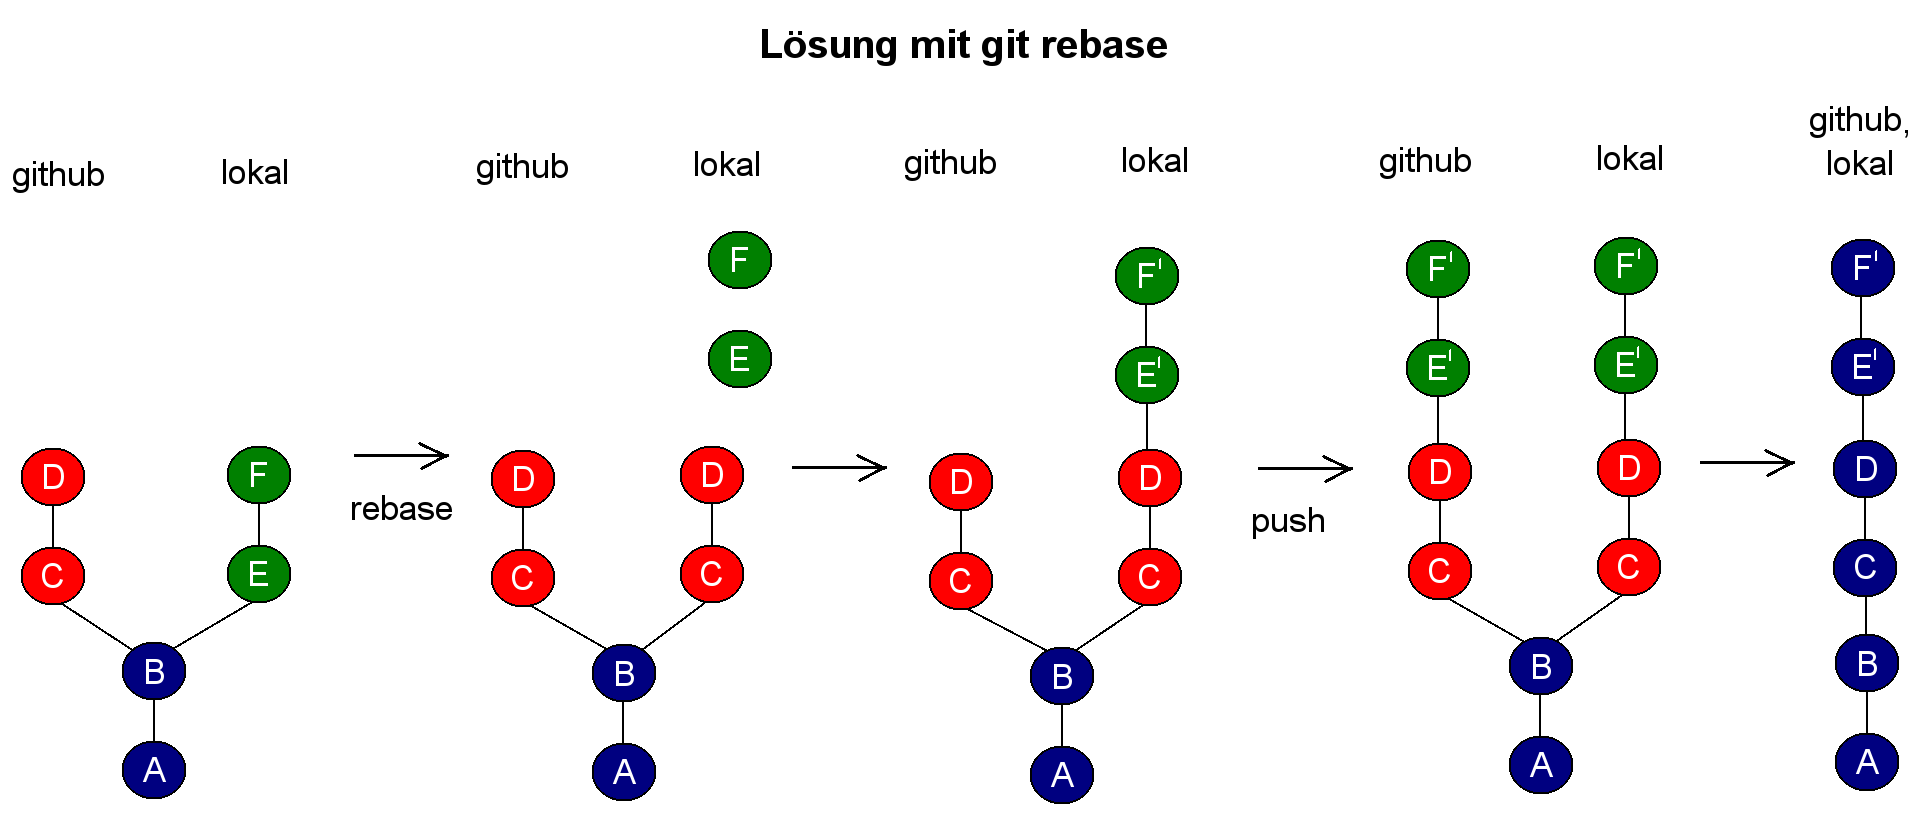 Lösung mit git rebase
github lokal
github lokal
github lokal
github lokal
github,
lokal
D F
C E
B
A
rebase
F
E
D D
C C
B
A
F'
E'
D D
C C
B
A
push
F' F'
E' E'
D D
C C
B
A
F'
E'
D
C
B
A